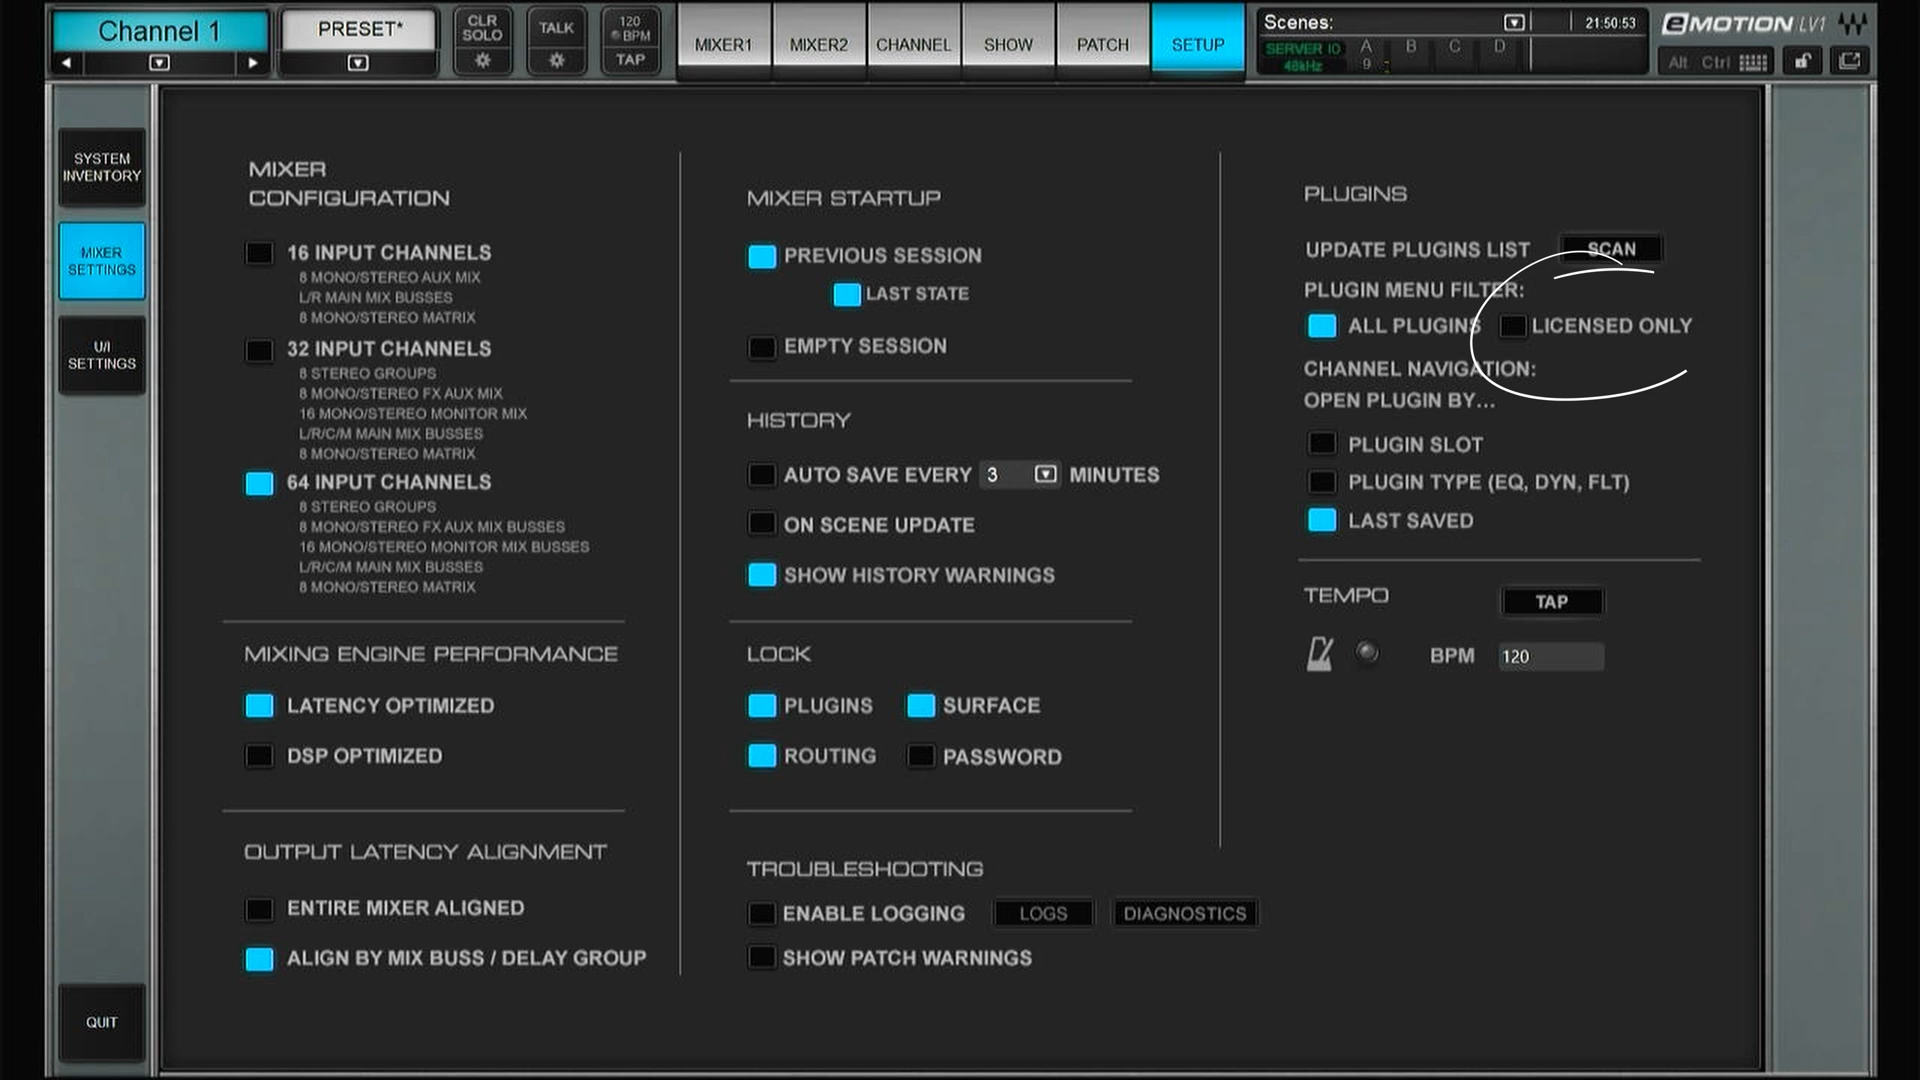 Channel 1
PRESET*
CLR
SOLO
TALK
120
BPM
TAP
MIXER1
MIXER2
CHANNEL
SHOW
PATCH
SETUP
Scenes:
21:50:53
SERVER IO
48kHz
A B C D
9
eMOTION LV1
Alt Ctrl
SYSTEM
INVENTORY
MIXER
SETTINGS
U/I
SETTINGS
QUIT
MIXER
CONFIGURATION
16 INPUT CHANNELS
8 MONO/STEREO AUX MIX
L/R MAIN MIX BUSSES
8 MONO/STEREO MATRIX
32 INPUT CHANNELS
8 STEREO GROUPS
8 MONO/STEREO FX AUX MIX
16 MONO/STEREO MONITOR MIX
L/R/C/M MAIN MIX BUSSES
8 MONO/STEREO MATRIX
64 INPUT CHANNELS
8 STEREO GROUPS
8 MONO/STEREO FX AUX MIX BUSSES
16 MONO/STEREO MONITOR MIX BUSSES
L/R/C/M MAIN MIX BUSSES
8 MONO/STEREO MATRIX
MIXING ENGINE PERFORMANCE
LATENCY OPTIMIZED
DSP OPTIMIZED
OUTPUT LATENCY ALIGNMENT
ENTIRE MIXER ALIGNED
ALIGN BY MIX BUSS / DELAY GROUP
MIXER STARTUP
PREVIOUS SESSION
LAST STATE
EMPTY SESSION
HISTORY
AUTO SAVE EVERY 3 MINUTES
ON SCENE UPDATE
SHOW HISTORY WARNINGS
LOCK
PLUGINS SURFACE
ROUTING PASSWORD
TROUBLESHOOTING
ENABLE LOGGING LOGS DIAGNOSTICS
SHOW PATCH WARNINGS
PLUGINS
UPDATE PLUGINS LIST SCAN
PLUGIN MENU FILTER:
ALL PLUGINS LICENSED ONLY
CHANNEL NAVIGATION:
OPEN PLUGIN BY...
PLUGIN SLOT
PLUGIN TYPE (EQ, DYN, FLT)
LAST SAVED
TEMPO TAP
BPM 120